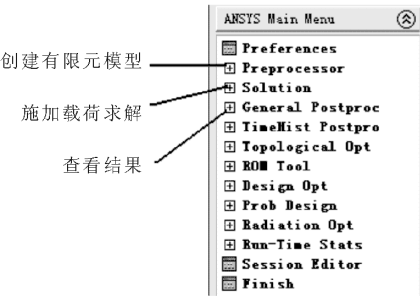 ANSYS Main Menu
Preferences
创建有限元模型
Preprocessor
Solution
施加载荷求解
General Postproc
TimeHist Postpro
Topological Opt
查看结果
ROM Tool
Design Opt
Prob Design
Radiation Opt
Run-Time Stats
Session Editor
Finish